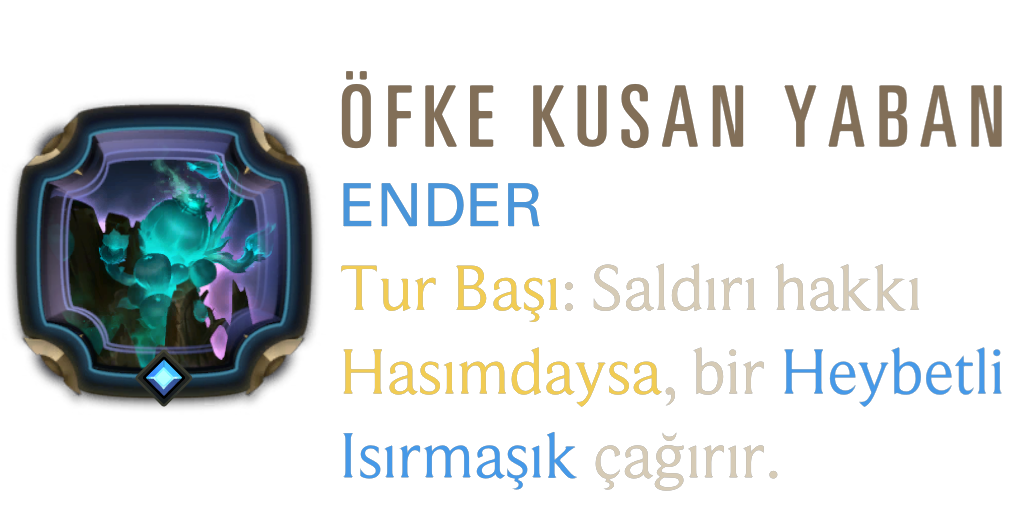 ÖFKE KUSAN YABAN
ENDER
Tur Başı: Saldırı hakkı
Hasımdaysa, bir Heybetli
Isırmaşık çağırır.